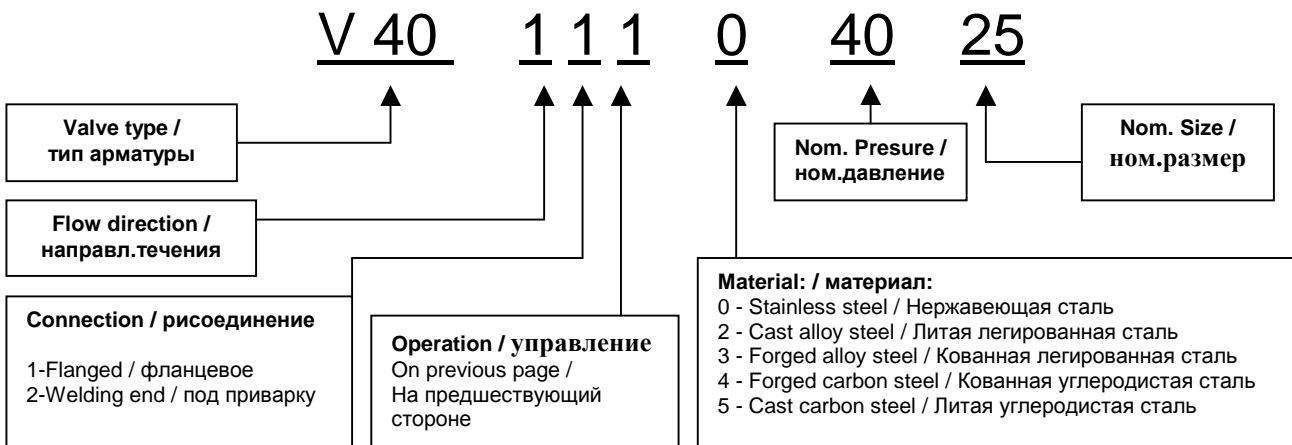 V 40 1 1 1 0 40 25
Valve type /
тип арматуры
Nom. Presure /
ном.давление
Nom. Size /
ном.размер
Flow direction /
направл.течения
Connection / рисоединение
1-Flanged / фланцевое
2-Welding end / под приварку
Operation / управление
On previous page /
На предшествующий
стороне
Material: / материал:
0 - Stainless steel / Нержавеющая сталь
2 - Cast alloy steel / Литая легированная сталь
3 - Forged alloy steel / Кованная легированная сталь
4 - Forged carbon steel / Кованная углеродистая сталь
5 - Cast carbon steel / Литая углеродистая сталь